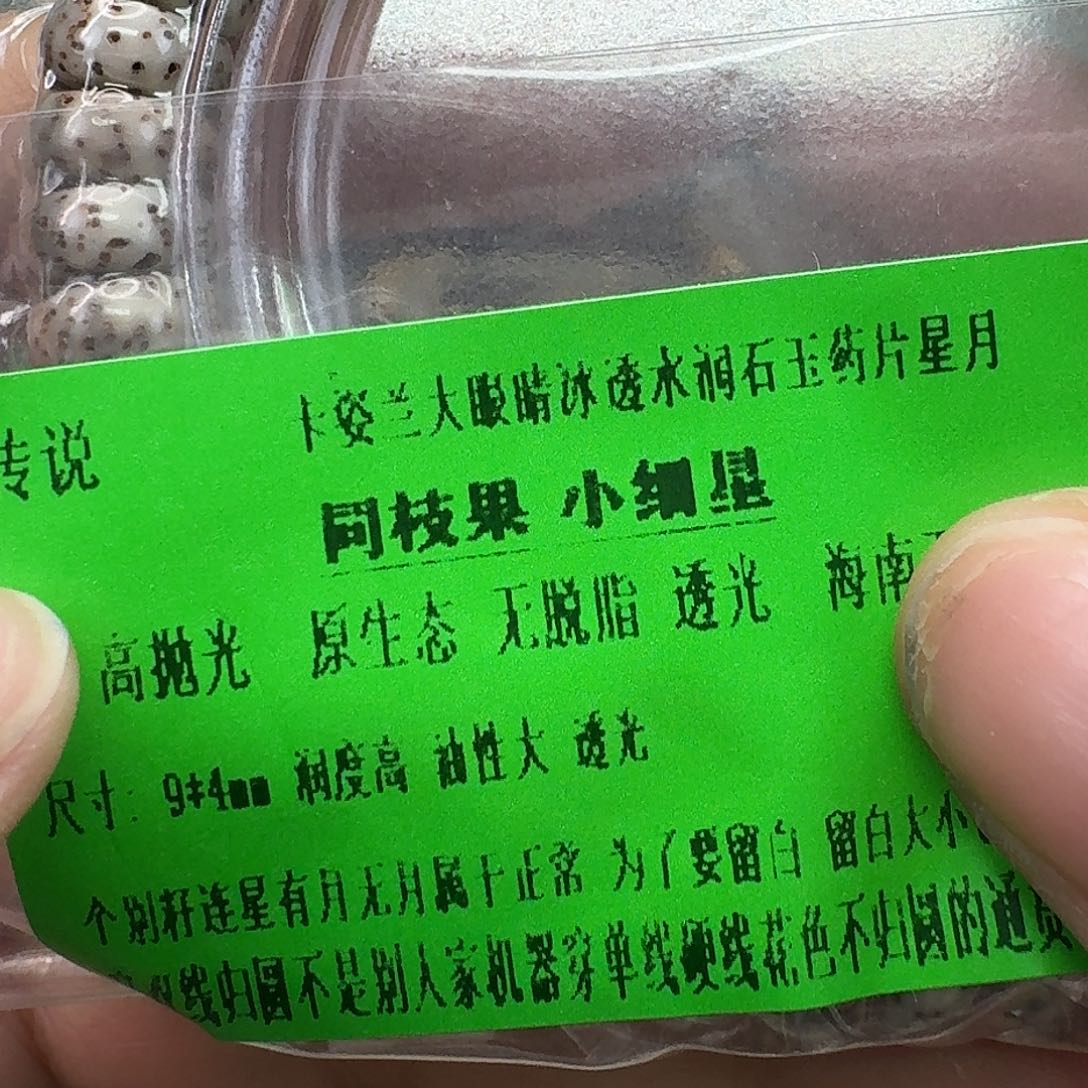 卡姿兰大眼睛冰透水润石玉药片星月
传说
同枝果 小细星
高抛光 原生态 无脱脂 透光 海南
尺寸: 9*4mm 润度高 油性大 透光
个别籽连星有月无月属于正常 为了要留白 留白大小
线归圆不是别人家机器穿单线硬线花色不归圆的通货